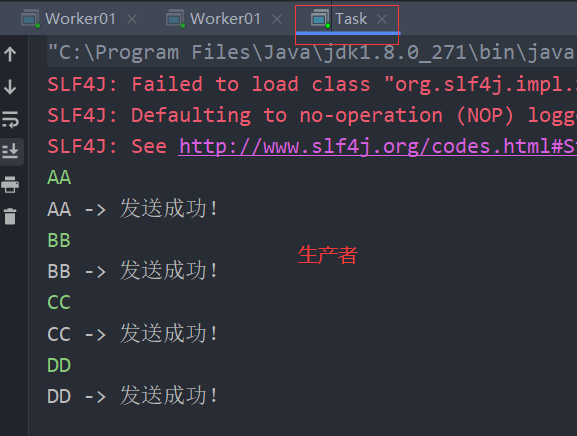 Worker01 Worker01 Task
"C:\Program Files\Java\jdk1.8.0_271\bin\java
SLF4J: Failed to load class "org.slf4j.impl.
SLF4J: Defaulting to no-operation (NOP) logg
SLF4J: See http://www.slf4j.org/codes.html#S
AA
AA -> 发送成功!
BB
BB -> 发送成功!
生产者
CC
CC -> 发送成功!
DD
DD -> 发送成功!